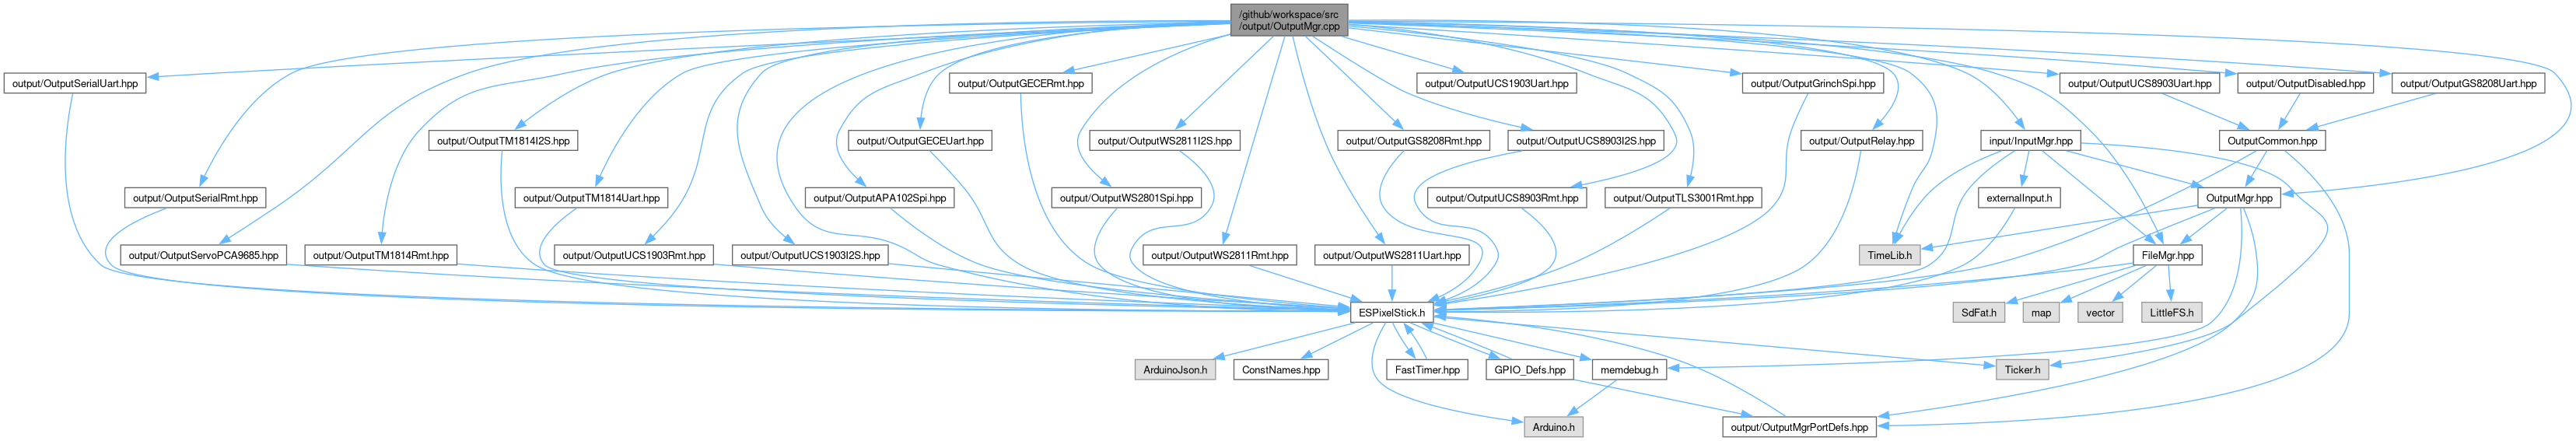 /github/workspace/src
/output/OutputMgr.cpp
output/OutputSerialUart.hpp
output/OutputGECERmt.hpp
output/OutputUCS1903Uart.hpp
output/OutputGrinchSpi.hpp
output/OutputUCS8903Uart.hpp
output/OutputDisabled.hpp
output/OutputGS8208Uart.hpp
output/OutputTM1814I2S.hpp
output/OutputGECEUart.hpp
output/OutputWS2811I2S.hpp
output/OutputGS8208Rmt.hpp
output/OutputUCS8903I2S.hpp
output/OutputRelay.hpp
input/InputMgr.hpp
OutputCommon.hpp
output/OutputSerialRmt.hpp
output/OutputTM1814Uart.hpp
output/OutputAPA102Spi.hpp
output/OutputWS2801Spi.hpp
output/OutputUCS8903Rmt.hpp
output/OutputTLS3001Rmt.hpp
externalInput.h
OutputMgr.hpp
output/OutputServoPCA9685.hpp
output/OutputTM1814Rmt.hpp
output/OutputUCS1903Rmt.hpp
output/OutputUCS1903I2S.hpp
output/OutputWS2811Rmt.hpp
output/OutputWS2811Uart.hpp
TimeLib.h
FileMgr.hpp
ESPixelStick.h
SdFat.h
map
vector
LittleFS.h
ArduinoJson.h
ConstNames.hpp
FastTimer.hpp
GPIO_Defs.hpp
memdebug.h
Ticker.h
Arduino.h
output/OutputMgrPortDefs.hpp